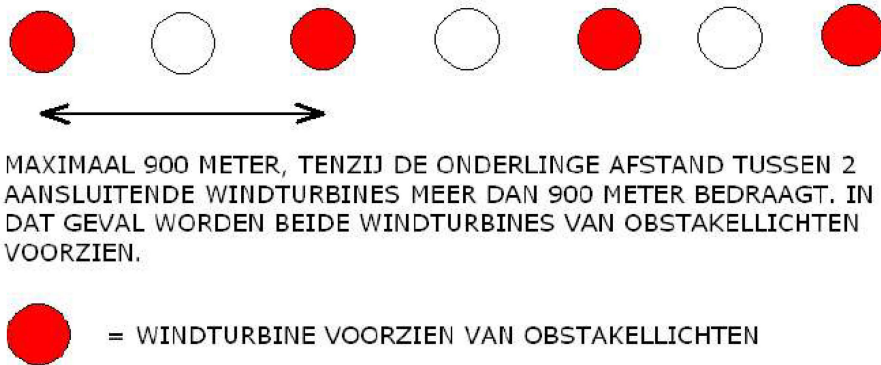 MAXIMAAL 900 METER, TENZIJ DE ONDERLINGE AFSTAND TUSSEN 2
AANSLUITENDE WINDTURBINES MEER DAN 900 METER BEDRAAGT. IN
DAT GEVAL WORDEN BEIDE WINDTURBINES VAN OBSTAKELLICHTEN
VOORZIEN.
= WINDTURBINE VOORZIEN VAN OBSTAKELLICHTEN